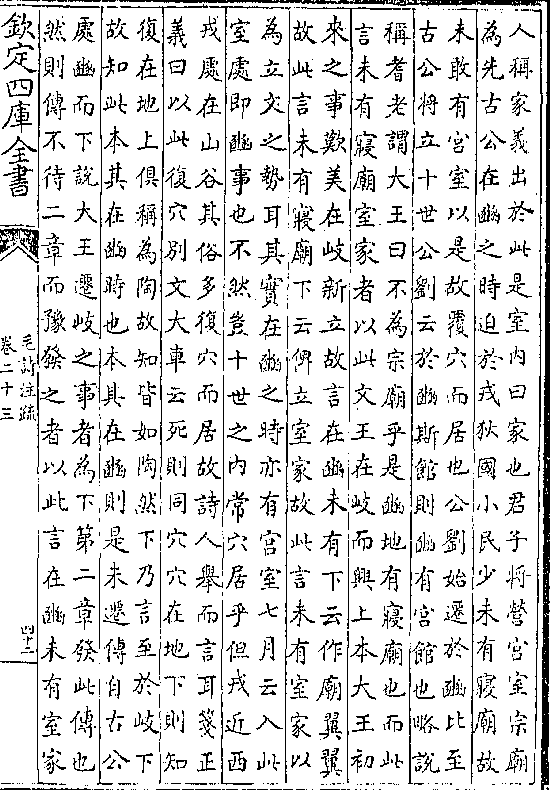 人稱家義出於此是室内曰家也君子將營宮室宗廟
為先古公在豳之時迫於戎狄國小民少未有寢廟故
未敢有宮室以是故覆穴而居也公劉始遷於豳比至
古公將立十世公劉云於豳斯館則豳有宮館也略說
稱耆老謂大王曰不為宗廟乎是豳地有寢廟也而此
言未有寢廟室家者以此文王在岐而興上本大王初
來之事歎美在岐新立故言在豳未有下云作廟翼翼
故此言未有寢廟下云俾立室家故此言未有室家以
為立文之勢耳其實在豳之時亦有宮室七月云入此
室處即豳事也不然豈十世之内常穴居乎但戎近西
戎處在山谷其俗多復穴而居故詩人舉而言耳箋正
義曰以此復穴別文大車云死則同穴穴在地下則知
復在地上俱稱為陶故知皆如陶然下乃言至於岐下
故知此本其在豳時也本其在豳則是未遷傳自古公
處豳而下說大王遷岐之事者為下第二章發此傳也
然則傳不待二章而豫發之者以此言在豳未有室家
欽定四庫全書
毛詩注疏
卷二十三
四十二